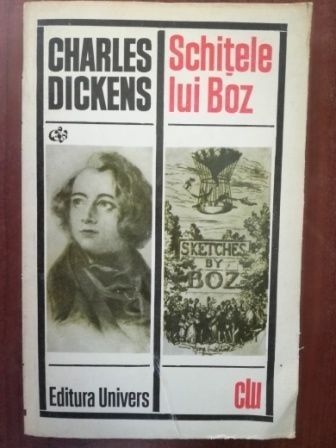 CHARLES
DICKENS
Schițele
lui Boz
SKETCHES
BY
BOZ
Editura Univers
clu